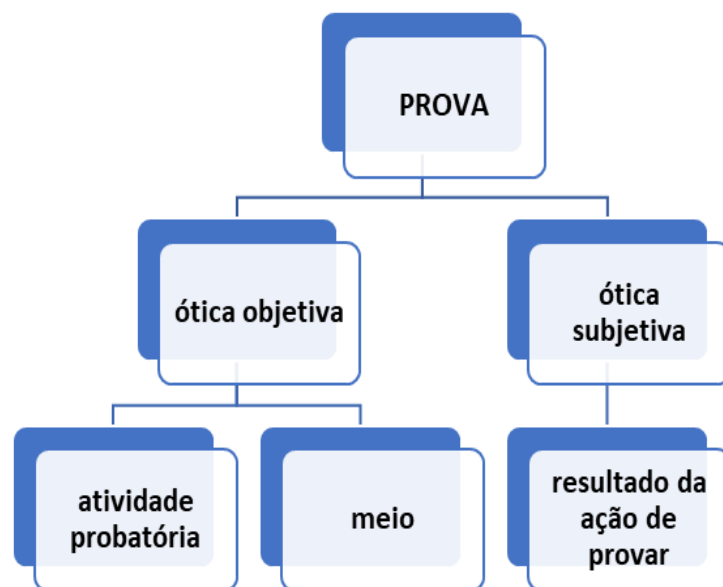 PROVA
ótica objetiva
ótica
subjetiva
atividade
probatória
meio
resultado da
ação de
provar